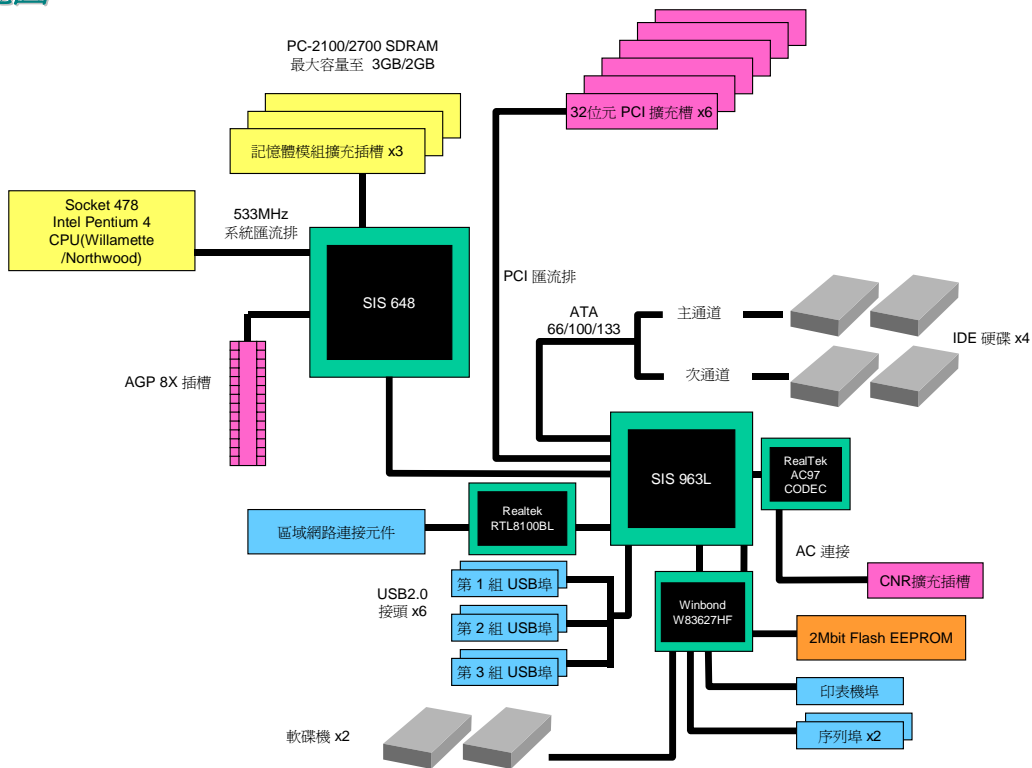 PC-2100/2700 SDRAM
最大容量至 3GB/2GB
32位元 PCI 擴充槽 x6
記憶體模組擴充插槽 x3
Socket 478
Intel Pentium 4
CPU(Willamette
/Northwood)
533MHz
系統匯流排
SIS 648
PCI 匯流排
ATA
66/100/133
主通道
次通道
IDE 硬碟 x4
AGP 8X 插槽
SIS 963L
RealTek
AC97
CODEC
Realtek
RTL8100BL
區域網路連接元件
AC 連接
CNR擴充插槽
USB2.0
接頭 x6
第 1 組 USB埠
第 2 組 USB埠
第 3 組 USB埠
Winbond
W83627HF
2Mbit Flash EEPROM
印表機埠
序列埠 x2
軟碟機 x2